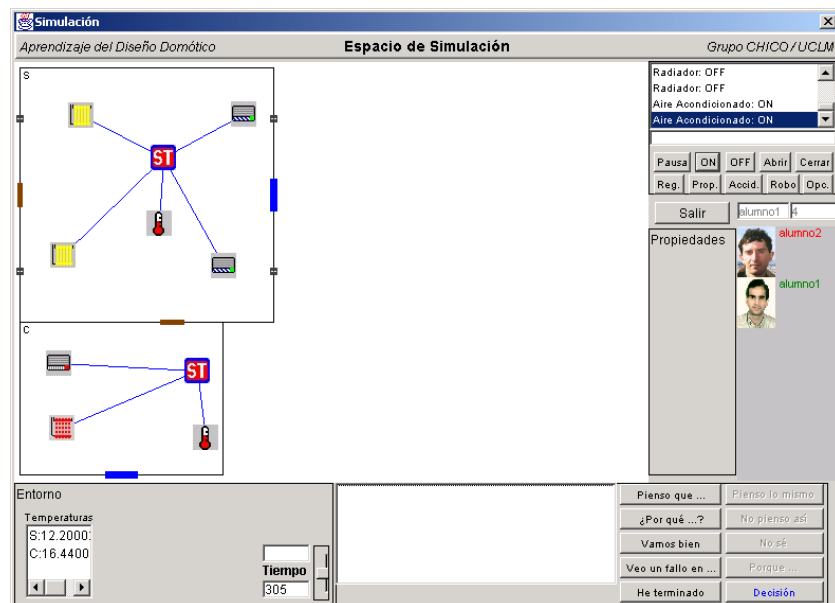 Simulación
Aprendizaje del Diseño Domótico
Espacio de Simulación
Grupo CHICO / UCLM
S
ST
C
ST
Radiador: OFF
Radiador: OFF
Aire Acondicionado: ON
Aire Acondicionado: ON
Pausa ON OFF Abrir Cerrar
Reg. Prop. Accid. Robo Opc.
Salir
alumno1 4
Propiedades
alumno2
alumno1
Entorno
Temperaturas
S:12.2000
C:16.4400
Tiempo
305
Pienso que ... Pienso lo mismo
¿Por qué ...? No pienso así
Vamos bien No sé
Veo un fallo en ... Porque ...
He terminado Decisión